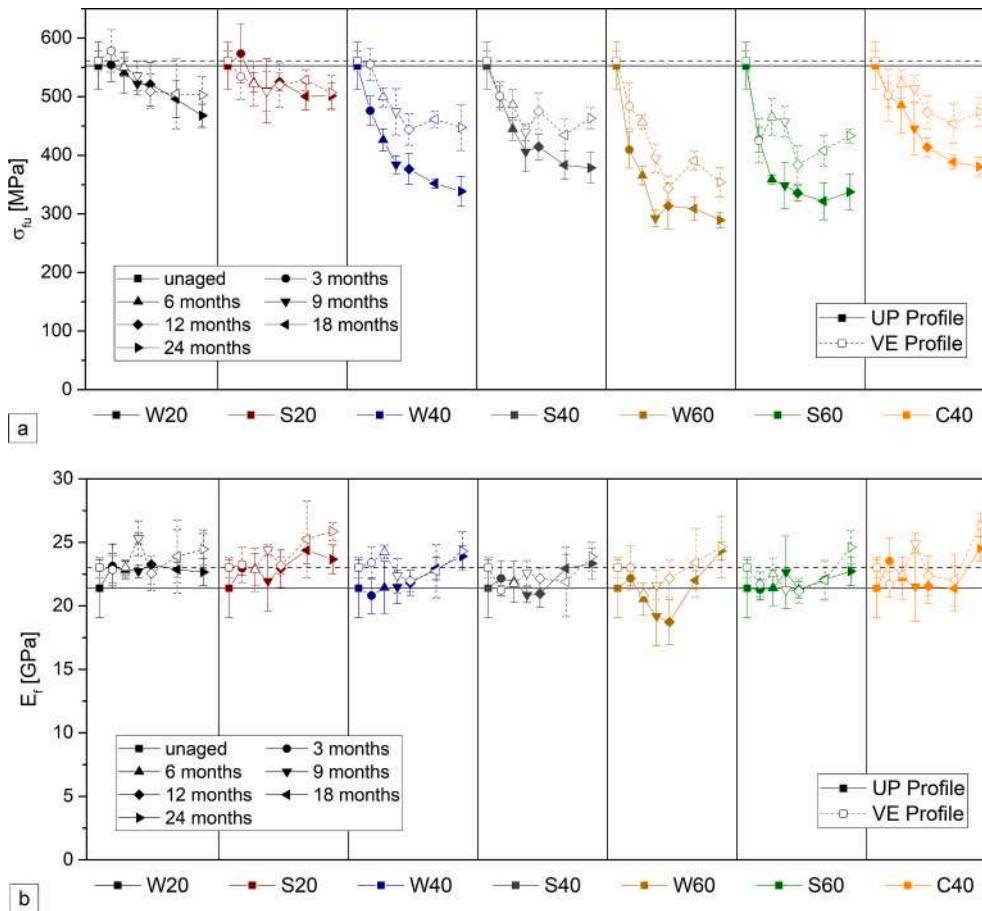 600
500
400
300
200
100
0
σfu [MPa]
unaged 3 months
6 months 9 months
12 months 18 months
24 months
UP Profile
VE Profile
W20 S20 W40 S40 W60 S60 C40
a
30
25
20
15
10
5
0
Ef [GPa]
unaged 3 months
6 months 9 months
12 months 18 months
24 months
UP Profile
VE Profile
W20 S20 W40 S40 W60 S60 C40
b